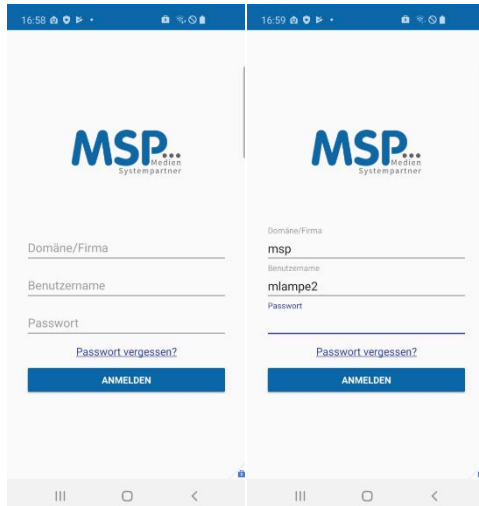 16:58
MSP...
Medien
Systempartner
Domäne/Firma
Benutzername
Passwort
Passwort vergessen?
ANMELDEN
16:59
MSP...
Medien
Systempartner
Domäne/Firma
msp
Benutzername
mlampe2
Passwort
Passwort vergessen?
ANMELDEN